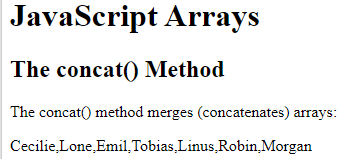 JavaScript Arrays
The concat() Method
The concat() method merges (concatenates) arrays:
Cecilie,Lone,Emil,Tobias,Linus,Robin,Morgan